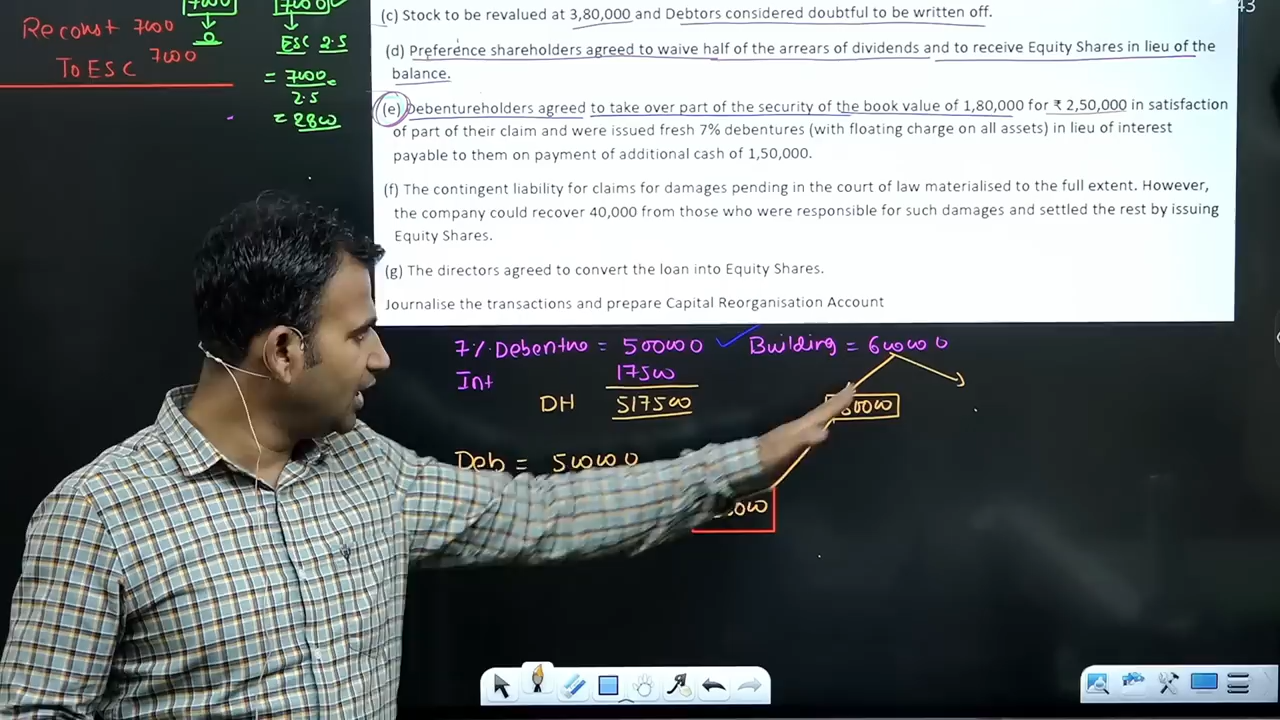 7000 7000
Reconst 7000
To ESC 7000
0
ESC 2.5
= 7000
2.5
= 2800
43
(c) Stock to be revalued at 3,80,000 and Debtors considered doubtful to be written off.
(d) Preference shareholders agreed to waive half of the arrears of dividends and to receive Equity Shares in lieu of the
balance.
(e) Debentureholders agreed to take over part of the security of the book value of 1,80,000 for ₹ 2,50,000 in satisfaction
of part of their claim and were issued fresh 7% debentures (with floating charge on all assets) in lieu of interest
payable to them on payment of additional cash of 1,50,000.
(f) The contingent liability for claims for damages pending in the court of law materialised to the full extent. However,
the company could recover 40,000 from those who were responsible for such damages and settled the rest by issuing
Equity Shares.
(g) The directors agreed to convert the loan into Equity Shares.
Journalise the transactions and prepare Capital Reorganisation Account
7% Debenture = 500000 Building = 600000
Int 17500
DH 517500
Deb = 500000